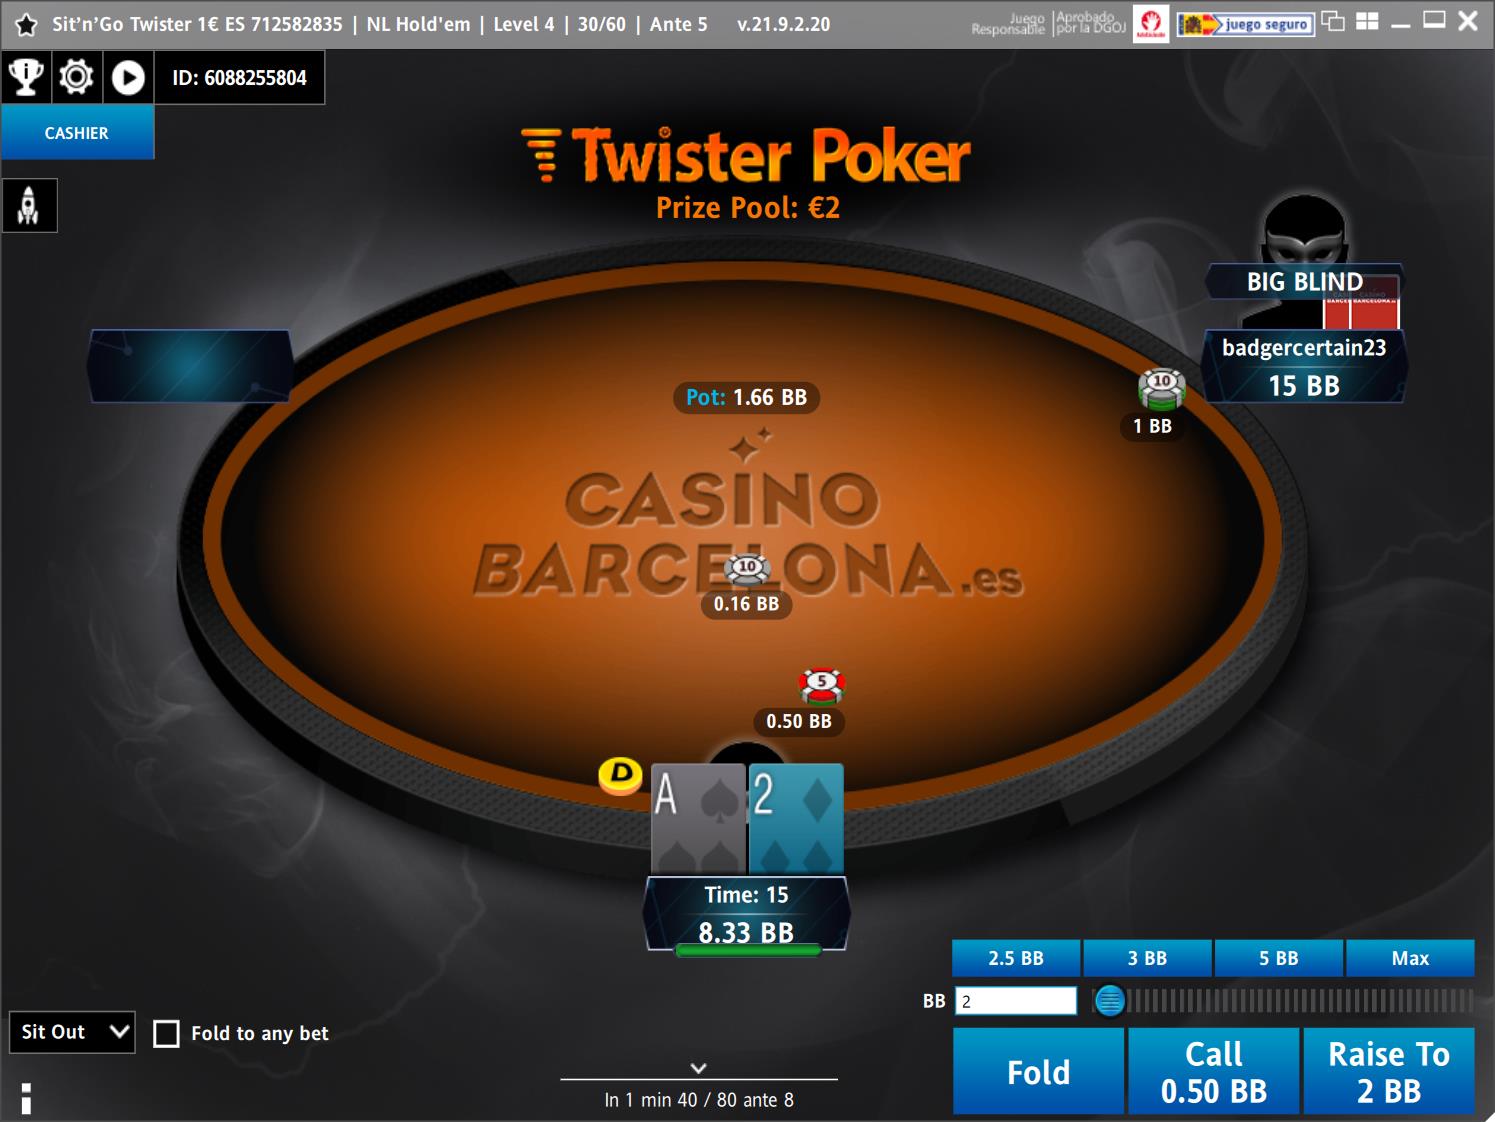 Sit'n'Go Twister 1€ ES 712582835 | NL Hold'em | Level 4 | 30/60 | Ante 5 v.21.9.2.20
Juego Responsable
Aprobado por la DGOJ
juego seguro
ID: 6088255804
CASHIER
Twister Poker
Prize Pool: €2
BIG BLIND
badgercertain23
15 BB
Pot: 1.66 BB
10
1 BB
CASINO
BARCELONA.es
10
0.16 BB
5
0.50 BB
D
A
2
Time: 15
8.33 BB
2.5 BB
3 BB
5 BB
Max
BB 2
Sit Out
Fold to any bet
Fold
Call
0.50 BB
Raise To
2 BB
In 1 min 40 / 80 ante 8